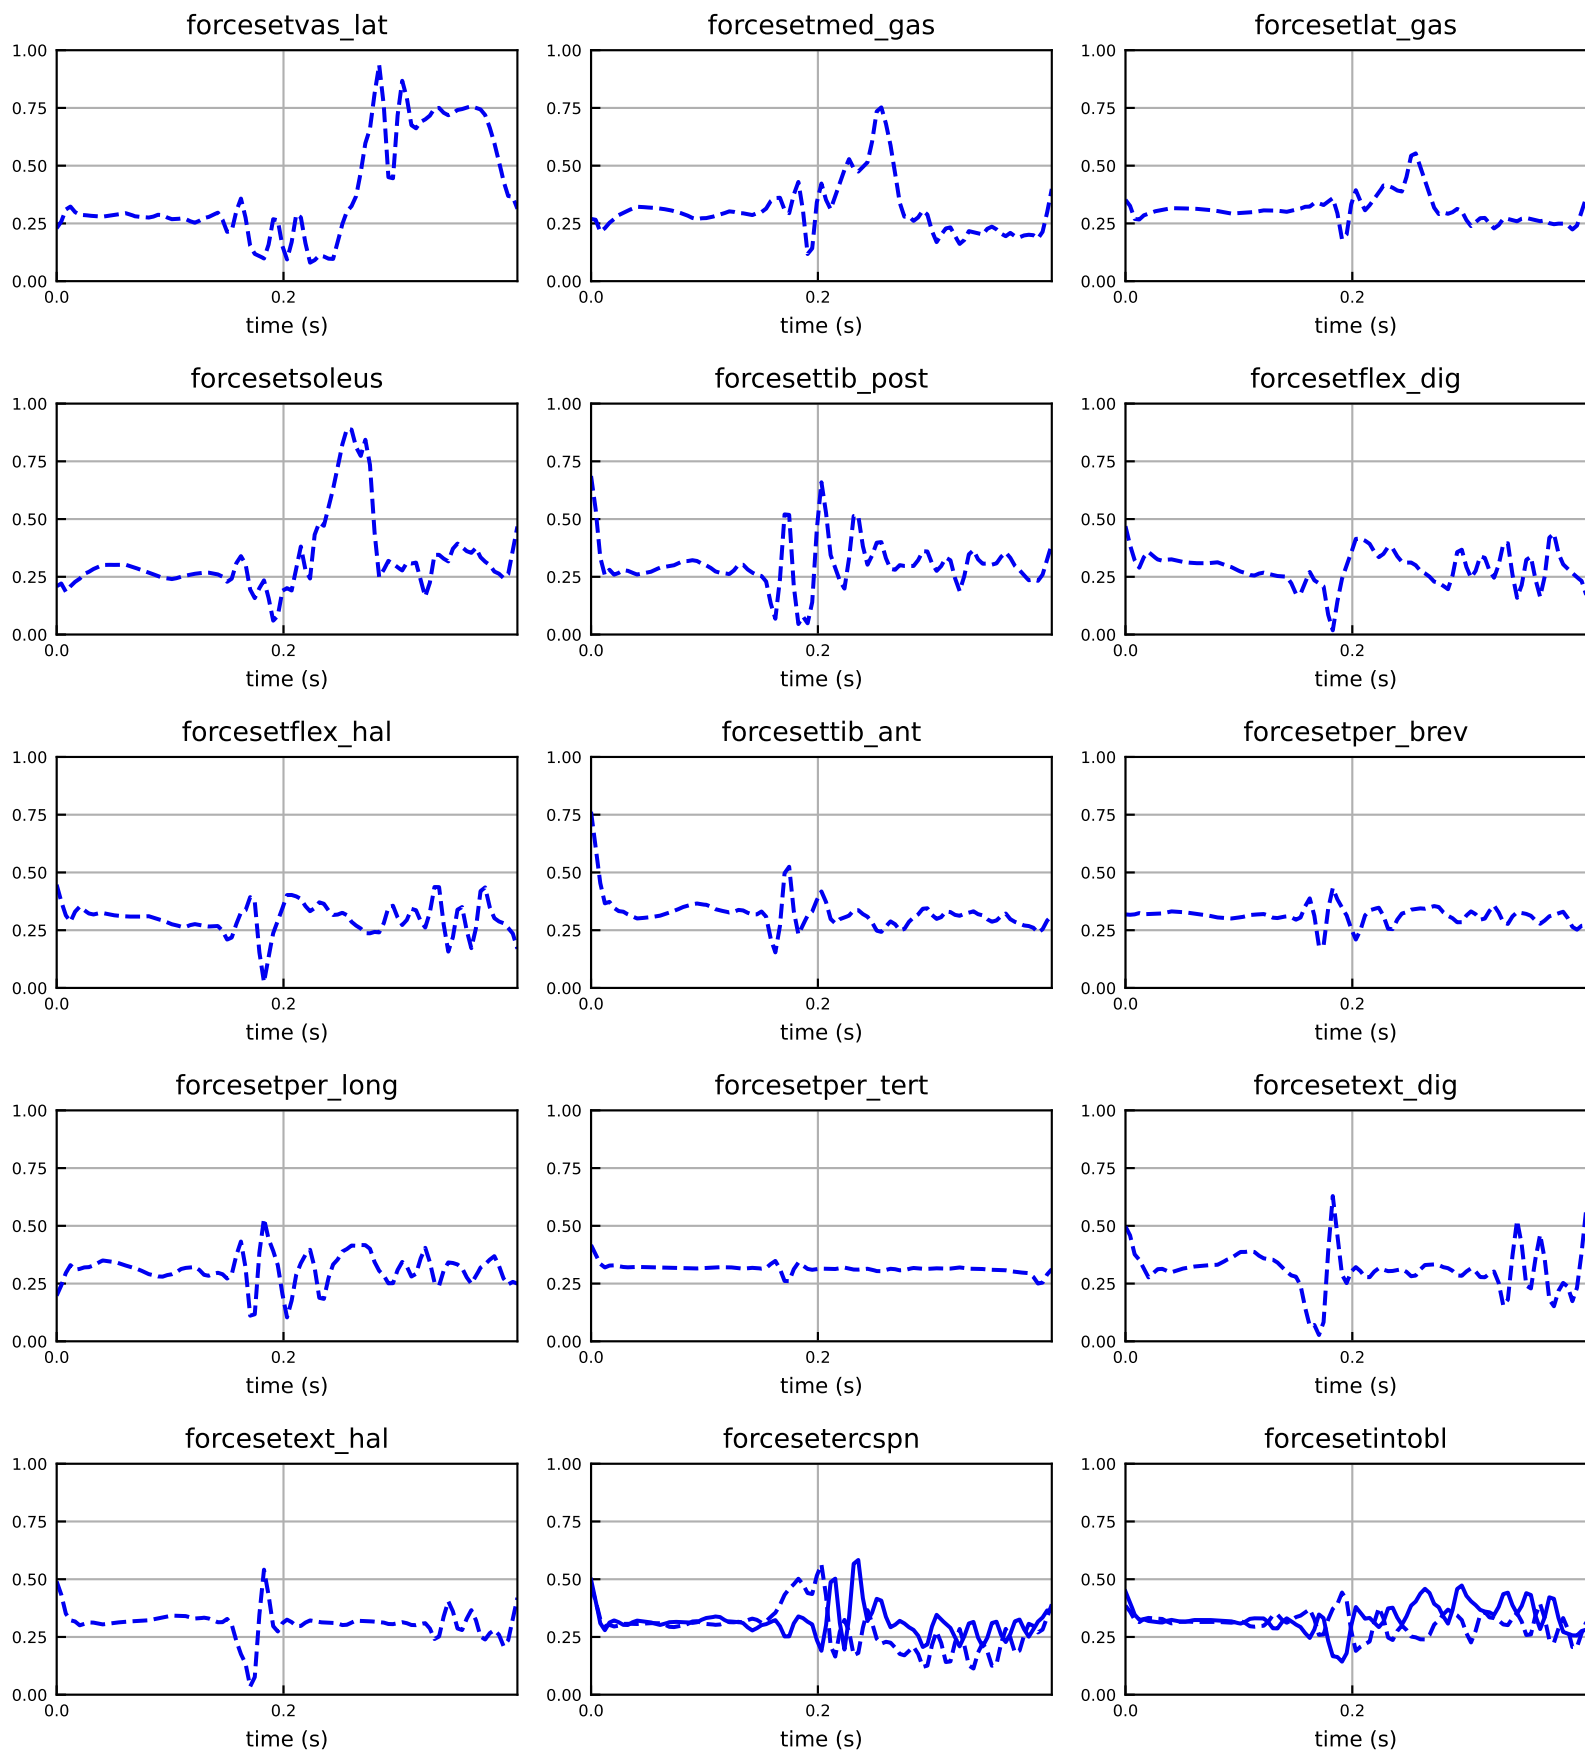 forcesetvas_lat forcesetmed_gas forcesetlat_gas
1.00 1.00 1.00
0.75 0.75 0.75
0.50 0.50 0.50
0.25 0.25 0.25
0.00 0.00 0.00
0.0 0.2 0.0 0.2 0.0 0.2
time (s) time (s) time (s)
forcesetsoleus forcesettib_post forcesetflex_dig
1.00 1.00 1.00
0.75 0.75 0.75
0.50 0.50 0.50
0.25 0.25 0.25
0.00 0.00 0.00
0.0 0.2 0.0 0.2 0.0 0.2
time (s) time (s) time (s)
forcesetflex_hal forcesettib_ant forcesetper_brev
1.00 1.00 1.00
0.75 0.75 0.75
0.50 0.50 0.50
0.25 0.25 0.25
0.00 0.00 0.00
0.0 0.2 0.0 0.2 0.0 0.2
time (s) time (s) time (s)
forcesetper_long forcesetper_tert forcesetext_dig
1.00 1.00 1.00
0.75 0.75 0.75
0.50 0.50 0.50
0.25 0.25 0.25
0.00 0.00 0.00
0.0 0.2 0.0 0.2 0.0 0.2
time (s) time (s) time (s)
forcesetext_hal forcesetercspn forcesetintobl
1.00 1.00 1.00
0.75 0.75 0.75
0.50 0.50 0.50
0.25 0.25 0.25
0.00 0.00 0.00
0.0 0.2 0.0 0.2 0.0 0.2
time (s) time (s) time (s)